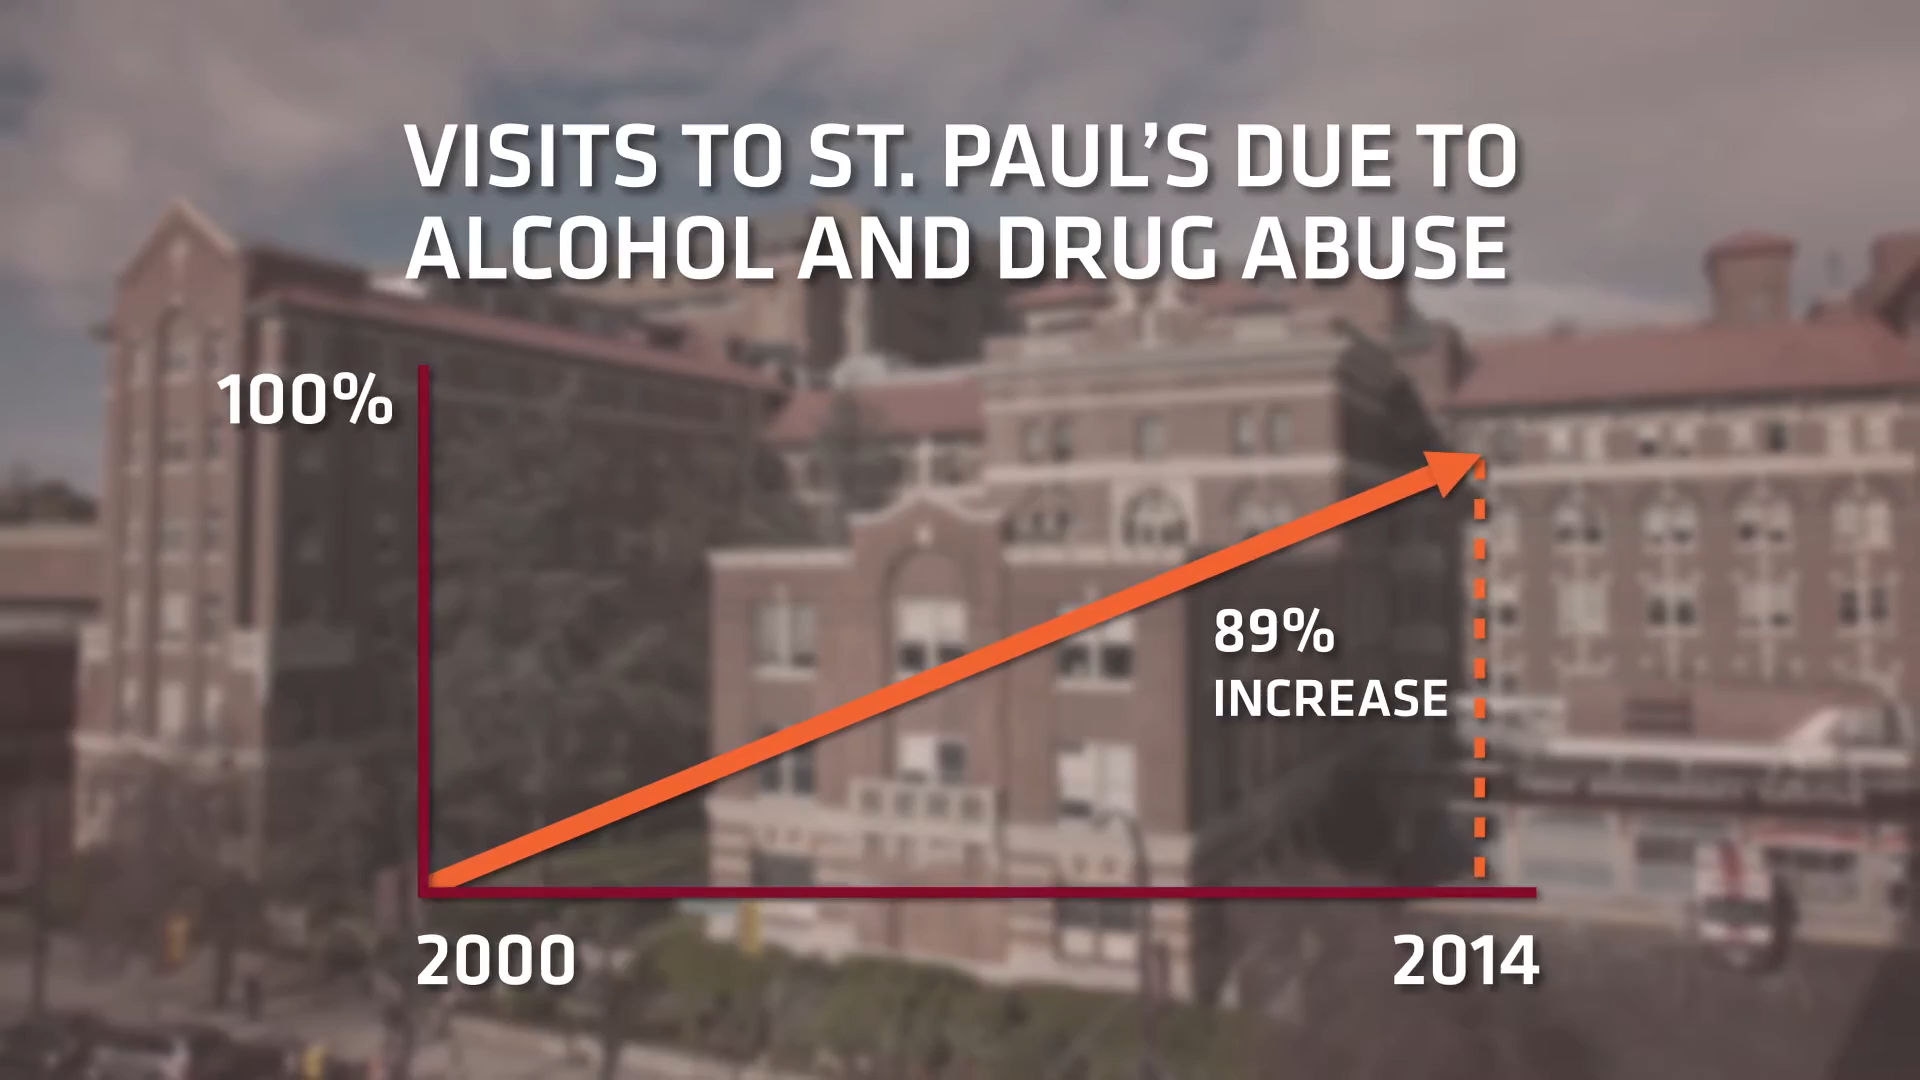 VISITS TO ST. PAUL'S DUE TO
ALCOHOL AND DRUG ABUSE
100%
89%
INCREASE
2000
2014